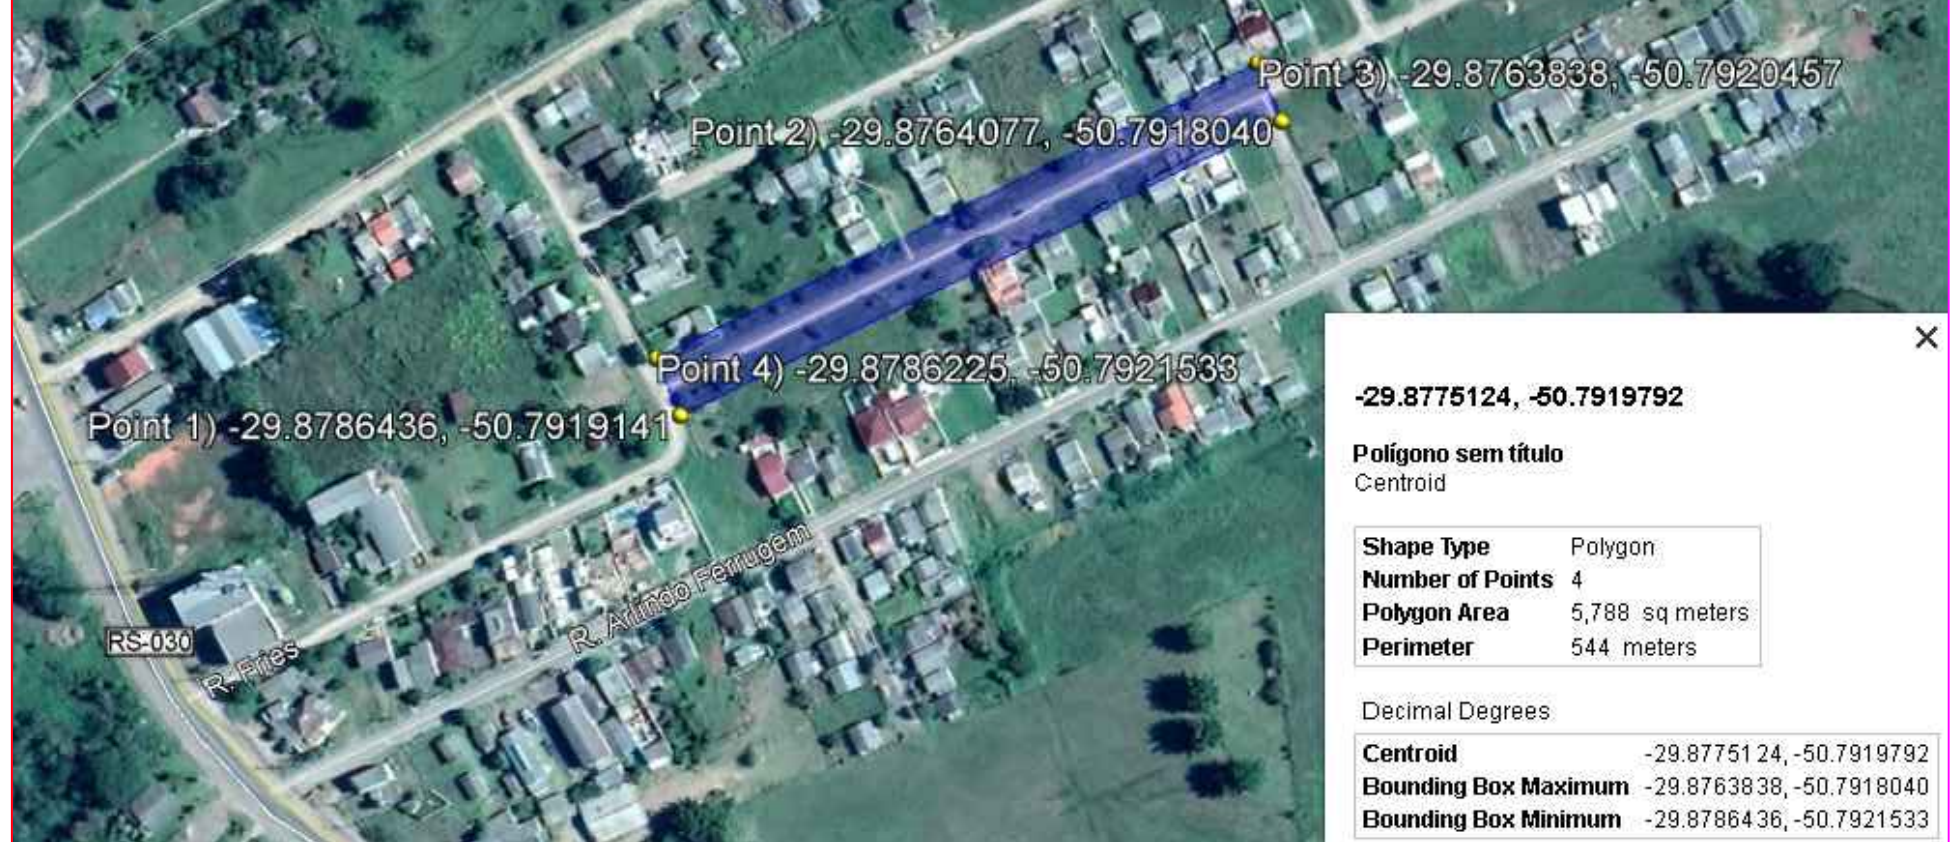 Point 3) -29.8763838, -50.7920457
Point 2) -29.8764077, -50.7918040
Point 4) -29.8786225, -50.7921533
Point 1) -29.8786436, -50.7919141
R. Arlindo Ferrugem
RS-030
R. Fries
-29.8775124, -50.7919792
Polígono sem título
Centroid
Shape Type Polygon
Number of Points 4
Polygon Area 5,788 sq meters
Perimeter 544 meters
Decimal Degrees
Centroid -29.8775124, -50.7919792
Bounding Box Maximum -29.8763838, -50.7918040
Bounding Box Minimum -29.8786436, -50.7921533